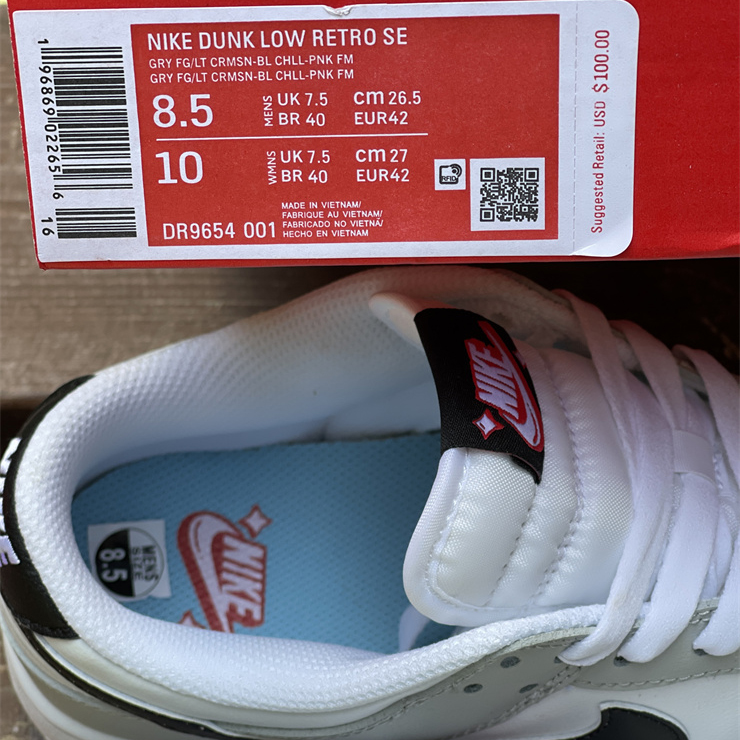 NIKE DUNK LOW RETRO SE
GRY FG/LT CRMSN-BL CHLL-PNK FM
GRY FG/LT CRMSN-BL CHLL-PNK FM
8.5 MENS UK 7.5 cm 26.5
BR 40 EUR42
10 WMNS UK 7.5 cm 27
BR 40 EUR42
MADE IN VIETNAM/
FABRIQUE AU VIETNAM/
FABRICADO NO VIETNÃ/
HECHO EN VIETNAM
DR9654 001
RFID
Suggested Retail: USD $100.00
1 96869 02265 6
16
NIKE
NIKE
MEN'S
SIZE
8.5